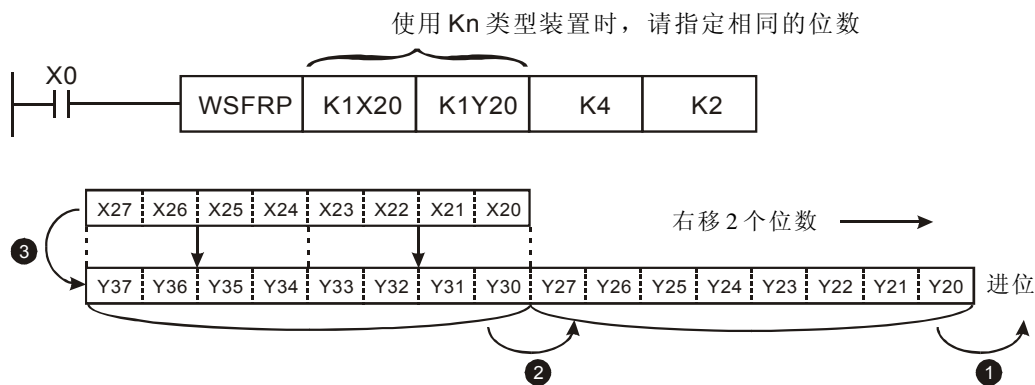 使用 Kn 类型装置时，请指定相同的位数
X0
WSFRP K1X20 K1Y20 K4 K2
X27 X26 X25 X24 X23 X22 X21 X20
右移 2 个位数
3
Y37 Y36 Y35 Y34 Y33 Y32 Y31 Y30 Y27 Y26 Y25 Y24 Y23 Y22 Y21 Y20 进位
2 1